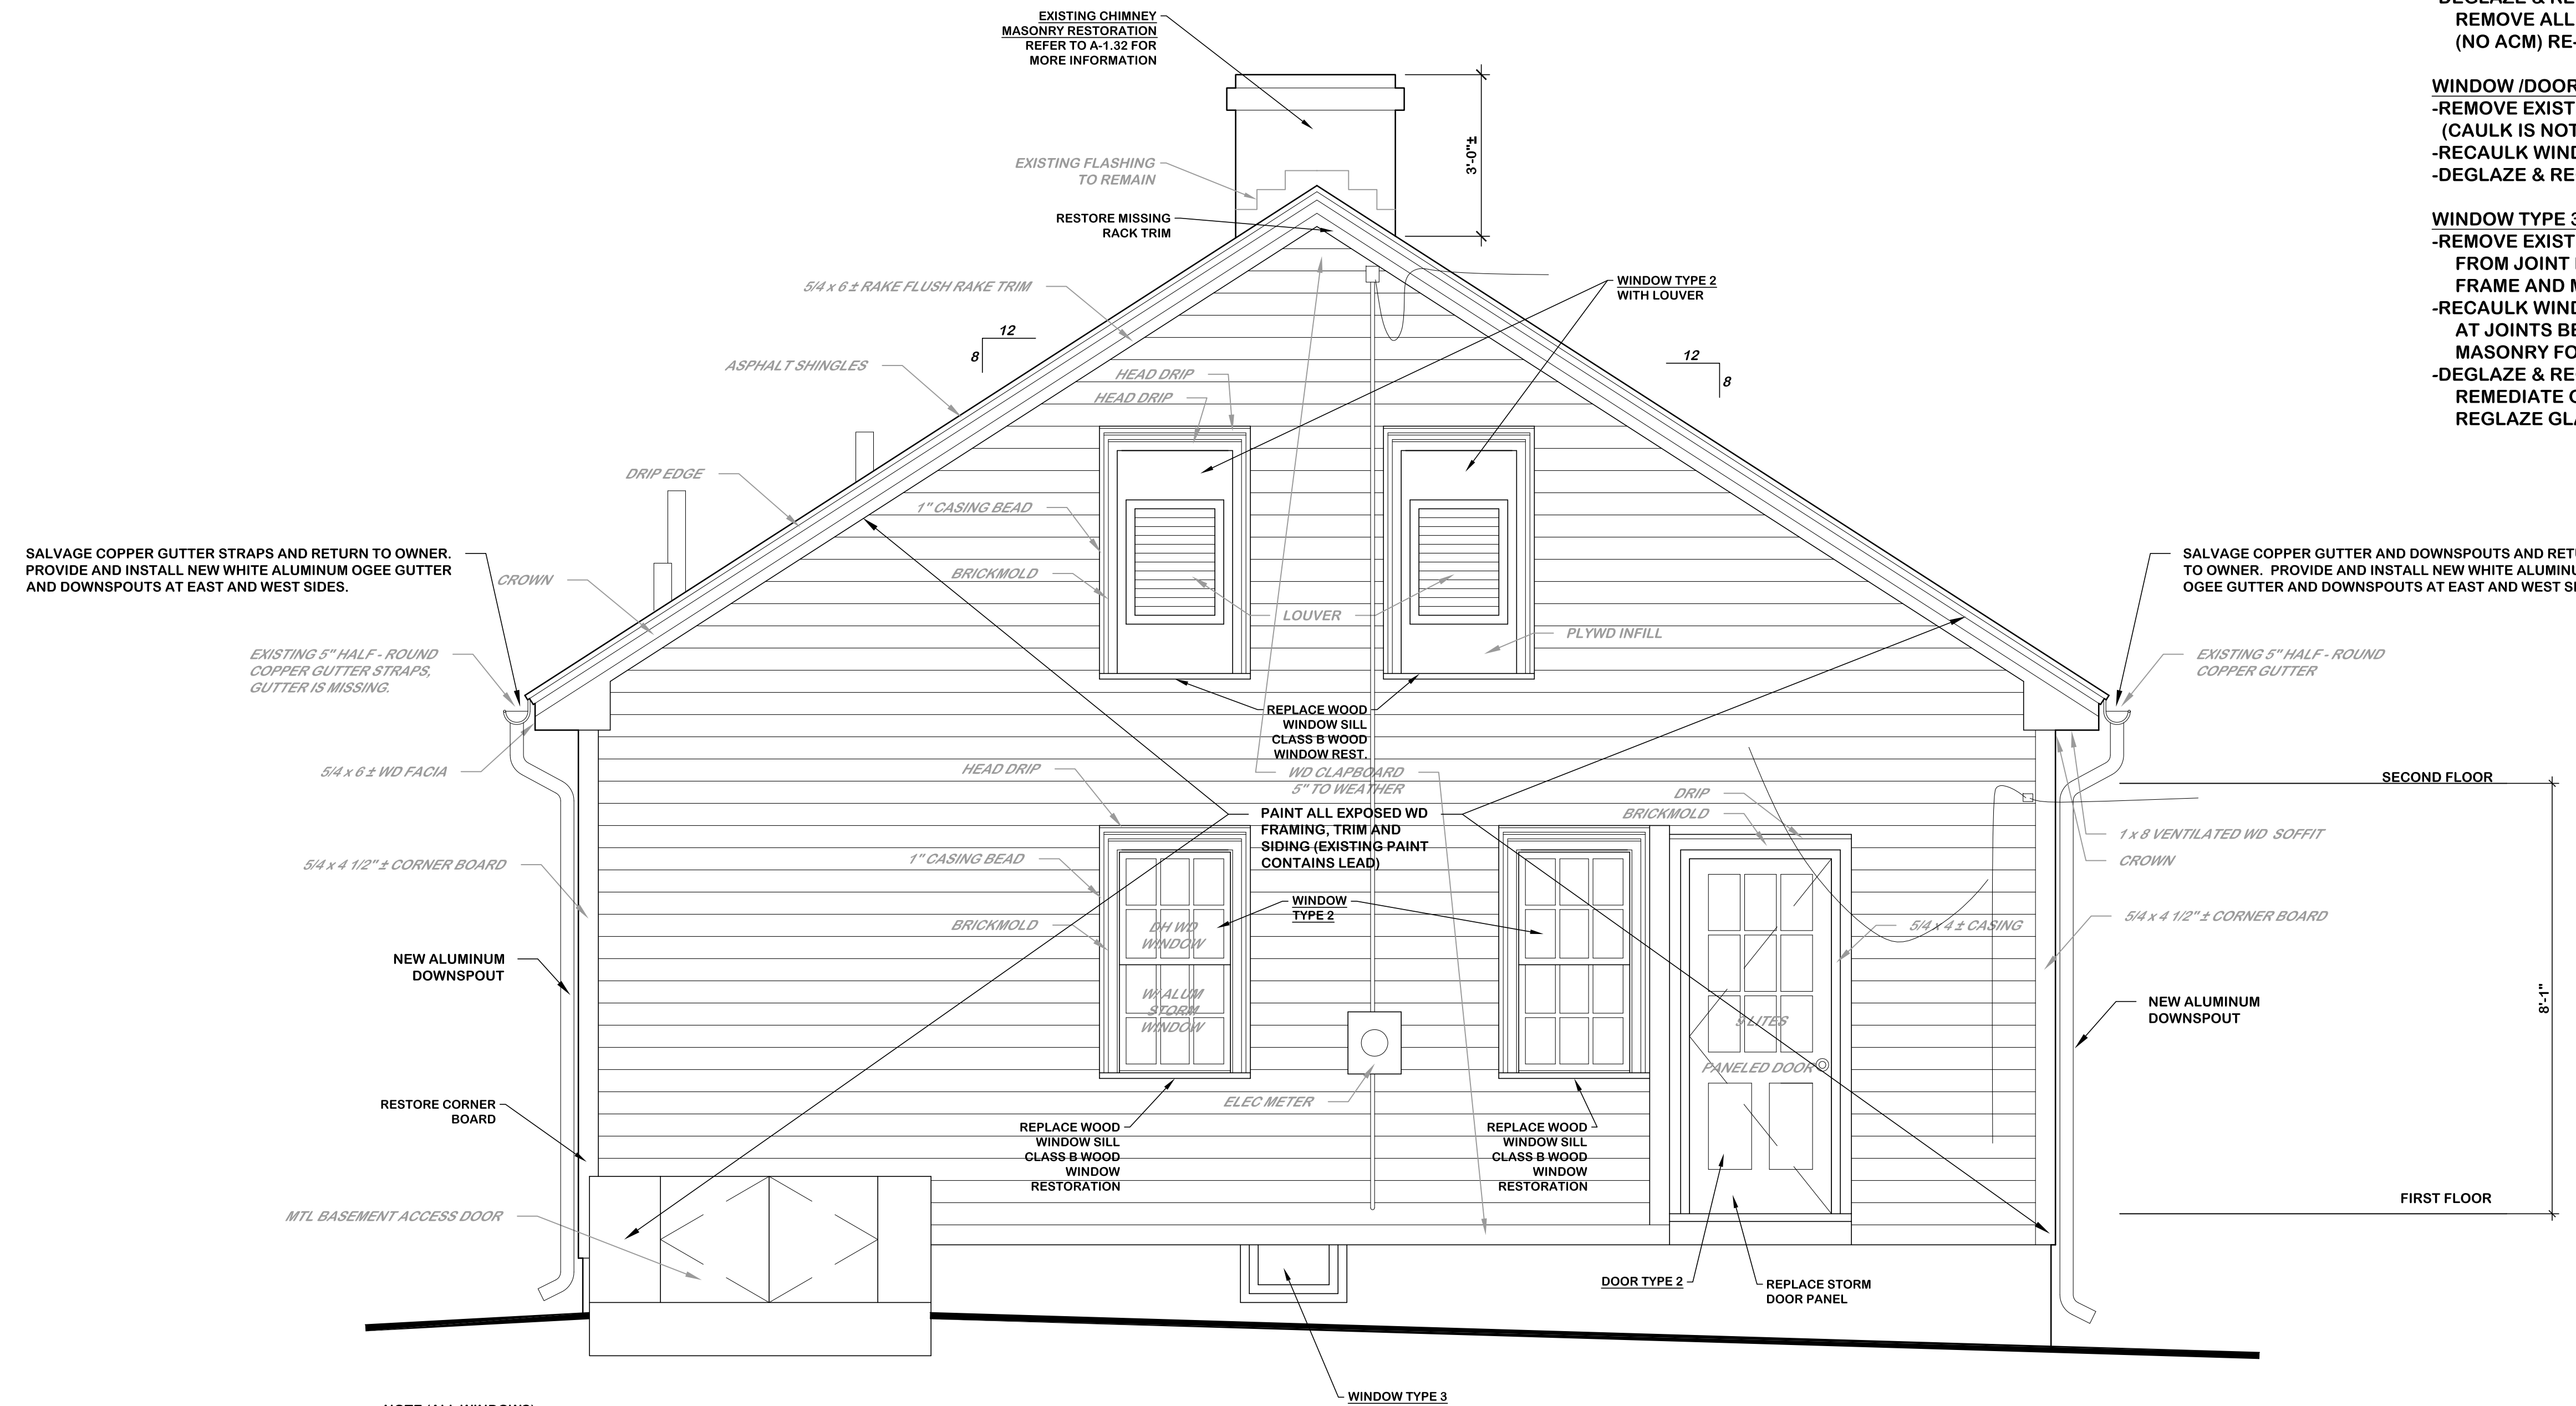 EXISTING CHIMNEY
MASONRY RESTORATION
REFER TO A-1.32 FOR
MORE INFORMATION
EXISTING FLASHING
TO REMAIN
RESTORE MISSING
RACK TRIM
3'-0"±
5/4 x 6 ± RAKE FLUSH RAKE TRIM
WINDOW TYPE 2
WITH LOUVER
12
8
12
8
ASPHALT SHINGLES
HEAD DRIP
HEAD DRIP
DRIP EDGE
1" CASING BEAD
BRICKMOLD
LOUVER
PLYWD INFILL
CROWN
SALVAGE COPPER GUTTER STRAPS AND RETURN TO OWNER.
PROVIDE AND INSTALL NEW WHITE ALUMINUM OGEE GUTTER
AND DOWNSPOUTS AT EAST AND WEST SIDES.
SALVAGE COPPER GUTTER AND DOWNSPOUTS AND
TO OWNER. PROVIDE AND INSTALL NEW WHITE
OGEE GUTTER AND DOWNSPOUTS AT EAST AND WEST
EXISTING 5" HALF - ROUND
COPPER GUTTER STRAPS,
GUTTER IS MISSING.
EXISTING 5" HALF - ROUND
COPPER GUTTER
REPLACE WOOD
WINDOW SILL
CLASS B WOOD
WINDOW REST.
WD CLAPBOARD
5" TO WEATHER
5/4 x 6 ± WD FACIA
HEAD DRIP
PAINT ALL EXPOSED WD
FRAMING, TRIM AND
SIDING (EXISTING PAINT
CONTAINS LEAD)
DRIP
BRICKMOLD
SECOND FLOOR
1 x 8 VENTILATED WD SOFFIT
CROWN
5/4 x 4 1/2" ± CORNER BOARD
1" CASING BEAD
BRICKMOLD
WINDOW
TYPE 2
DH WD
WINDOW
W/ ALUM
STORM
WINDOW
5/4 x 4 ± CASING
5/4 x 4 1/2" ± CORNER BOARD
NEW ALUMINUM
DOWNSPOUT
NEW ALUMINUM
DOWNSPOUT
8'-1"
9 LITES
PANELED DOOR
ELEC METER
RESTORE CORNER
BOARD
REPLACE WOOD
WINDOW SILL
CLASS B WOOD
WINDOW
RESTORATION
REPLACE WOOD
WINDOW SILL
CLASS B WOOD
WINDOW
RESTORATION
FIRST FLOOR
MTL BASEMENT ACCESS DOOR
DOOR TYPE 2
REPLACE STORM
DOOR PANEL
WINDOW TYPE 3
REMOVE ALL
(NO ACM)
WINDOW /DOOR
-REMOVE
(CAULK IS NOT
-RECAULK
-DEGLAZE &
WINDOW TYPE 3
-REMOVE
FROM JOINT
FRAME AND
-RECAULK
AT JOINTS
MASONRY
-DEGLAZE &
REMEDIATE
REGLAZE